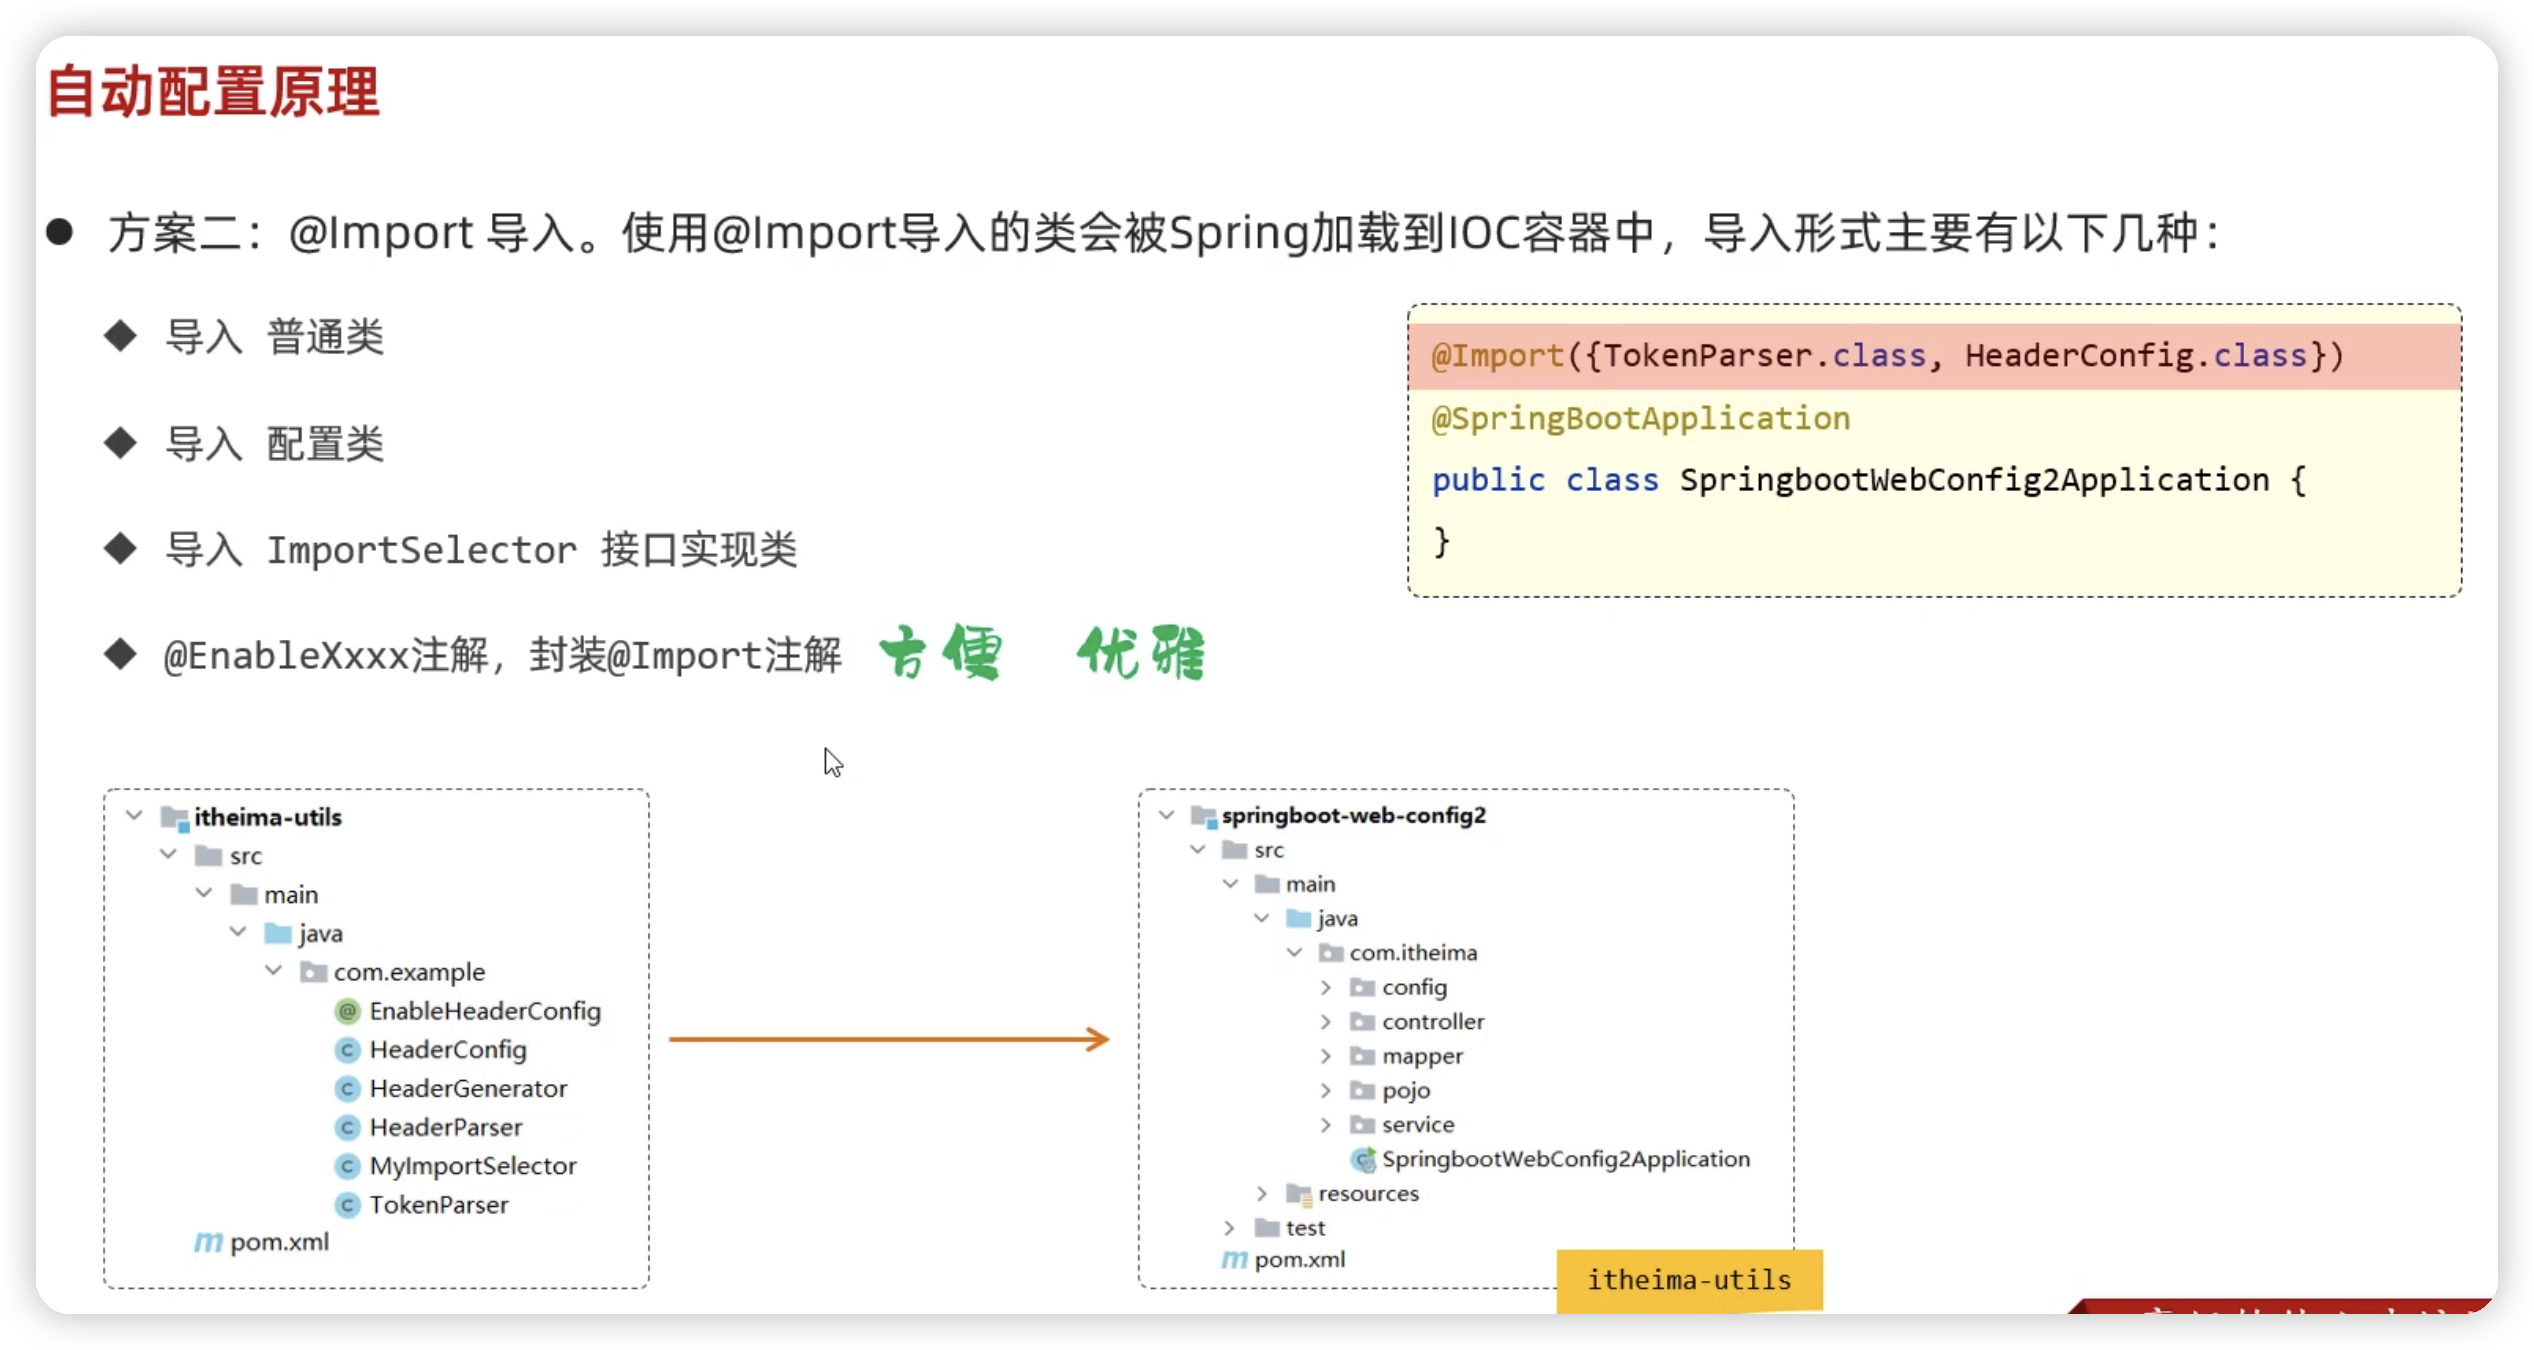 自动配置原理
● 方案二：@Import 导入。使用@Import导入的类会被Spring加载到IOC容器中，导入形式主要有以下几种：
◆ 导入 普通类
◆ 导入 配置类
◆ 导入 ImportSelector 接口实现类
◆ @EnableXxxx注解，封装@Import注解 方便 优雅
@Import({TokenParser.class, HeaderConfig.class})
@SpringBootApplication
public class SpringbootWebConfig2Application {
}
itheima-utils
src
main
java
com.example
EnableHeaderConfig
HeaderConfig
HeaderGenerator
HeaderParser
MyImportSelector
TokenParser
pom.xml
springboot-web-config2
src
main
java
com.itheima
config
controller
mapper
pojo
service
SpringbootWebConfig2Application
resources
test
pom.xml
itheima-utils